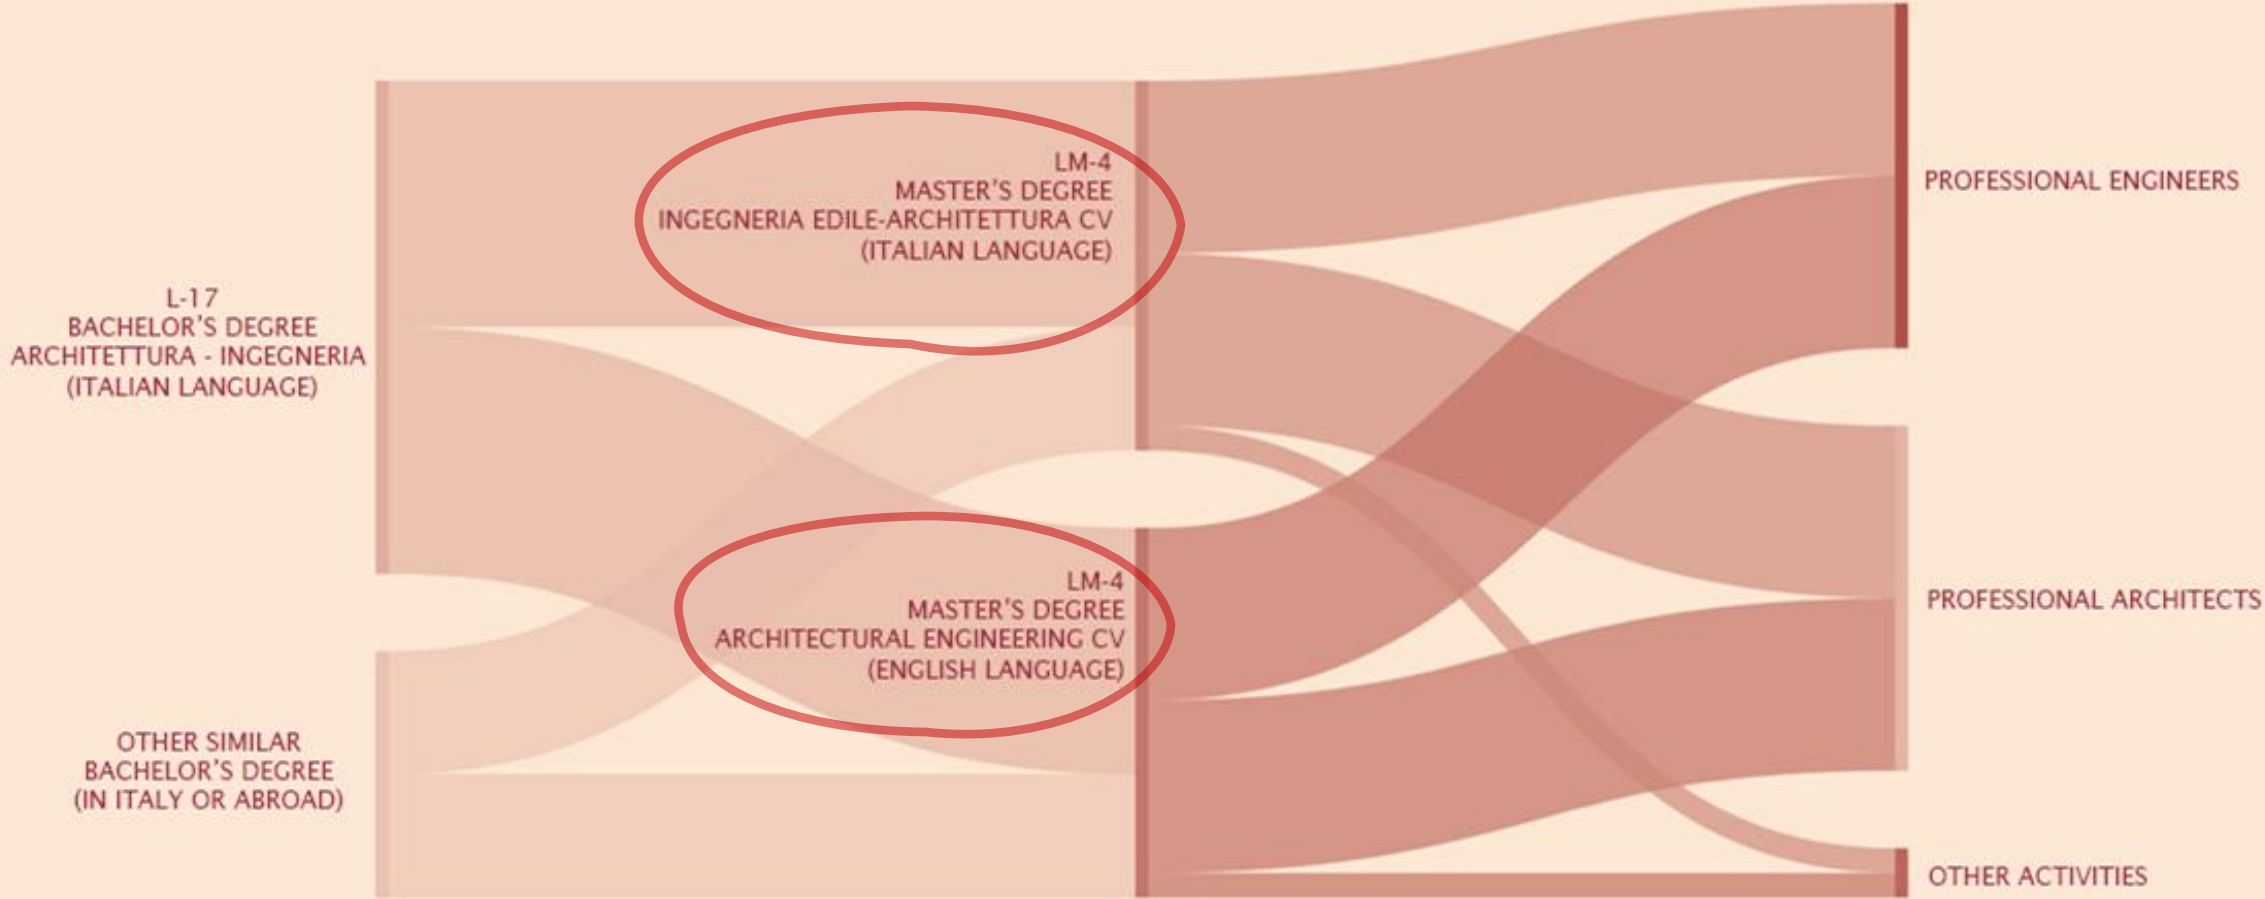 L-17
BACHELOR'S DEGREE
ARCHITETTURA - INGEGNERIA
(ITALIAN LANGUAGE)
OTHER SIMILAR
BACHELOR'S DEGREE
(IN ITALY OR ABROAD)
LM-4
MASTER'S DEGREE
INGEGNERIA EDILE-ARCHITETTURA CV
(ITALIAN LANGUAGE)
LM-4
MASTER'S DEGREE
ARCHITECTURAL ENGINEERING CV
(ENGLISH LANGUAGE)
PROFESSIONAL ENGINEERS
PROFESSIONAL ARCHITECTS
OTHER ACTIVITIES